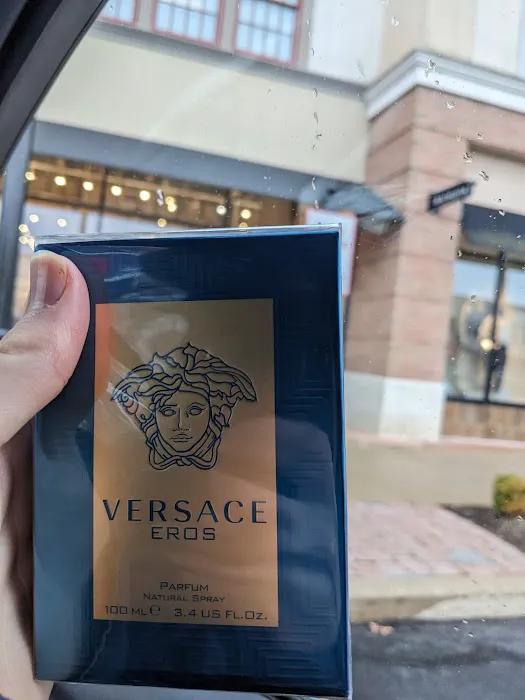 VERSACE
EROS
PARFUM
NATURAL SPRAY
100 ML ℮ 3.4 US FL.OZ.